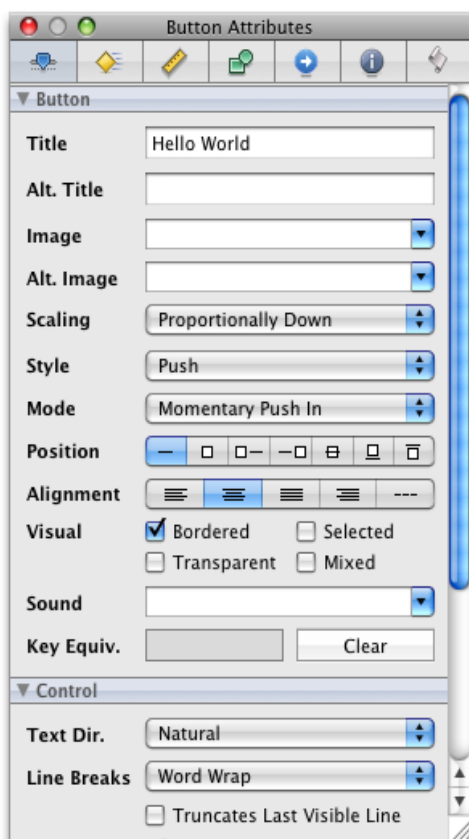 Button Attributes
Button
Title Hello World
Alt. Title
Image
Alt. Image
Scaling Proportionally Down
Style Push
Mode Momentary Push In
Position
Alignment
Visual Bordered Selected
Transparent Mixed
Sound
Key Equiv. Clear
Control
Text Dir. Natural
Line Breaks Word Wrap
Truncates Last Visible Line